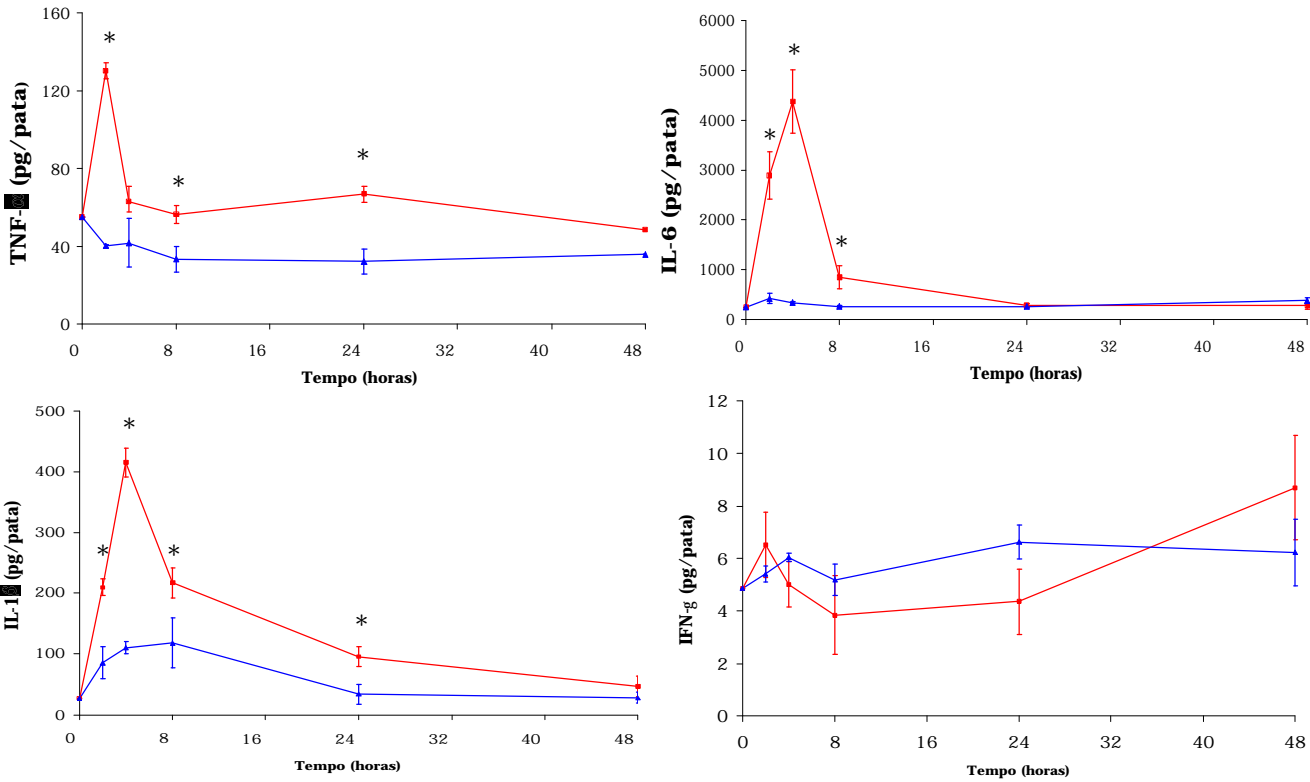 160
120
80
40
0
* * *
0 8 16 24 32 40 48
Tempo (horas)
TNF-α (pg/pata)
6000
5000
4000
3000
2000
1000
0
* * *
0 8 16 24 32 40 48
Tempo (horas)
IL-6 (pg/pata)
500
400
300
200
100
0
* * * *
0 8 16 24 32 40 48
Tempo (horas)
IL-1β (pg/pata)
12
10
8
6
4
2
0
0 8 16 24 32 40 48
Tempo (horas)
IFN-g (pg/pata)